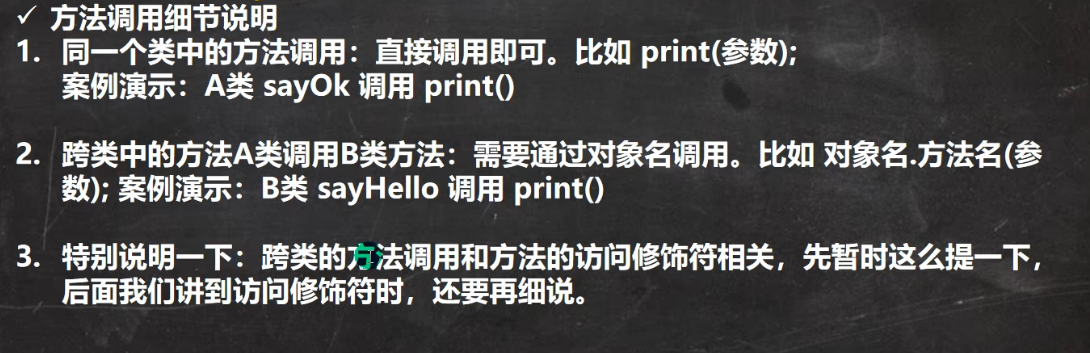 ✓ 方法调用细节说明
1. 同一个类中的方法调用：直接调用即可。比如 print(参数);
案例演示：A类 sayOk 调用 print()
2. 跨类中的方法A类调用B类方法：需要通过对象名调用。比如 对象名.方法名(参
数); 案例演示：B类 sayHello 调用 print()
3. 特别说明一下：跨类的方法调用和方法的访问修饰符相关，先暂时这么提一下，
后面我们讲到访问修饰符时，还要再细说。